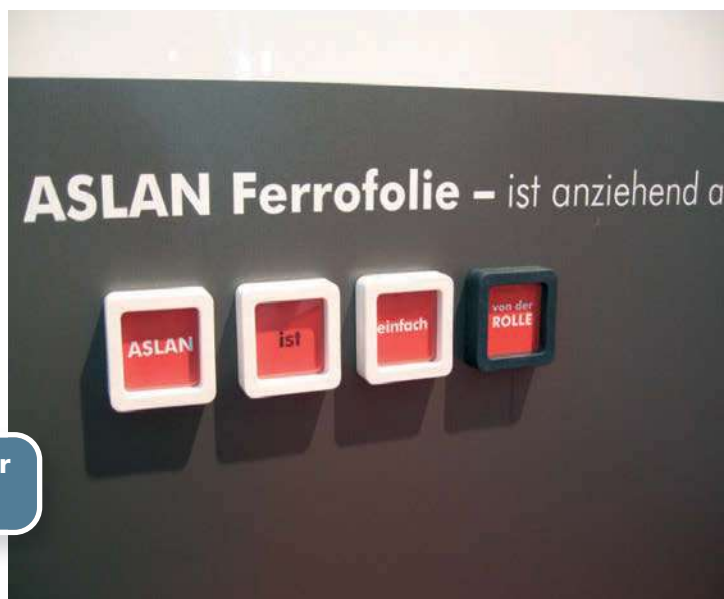 ASLAN Ferrofolie – ist anziehend a
ASLAN
ist
einfach
von der
ROLLE
r